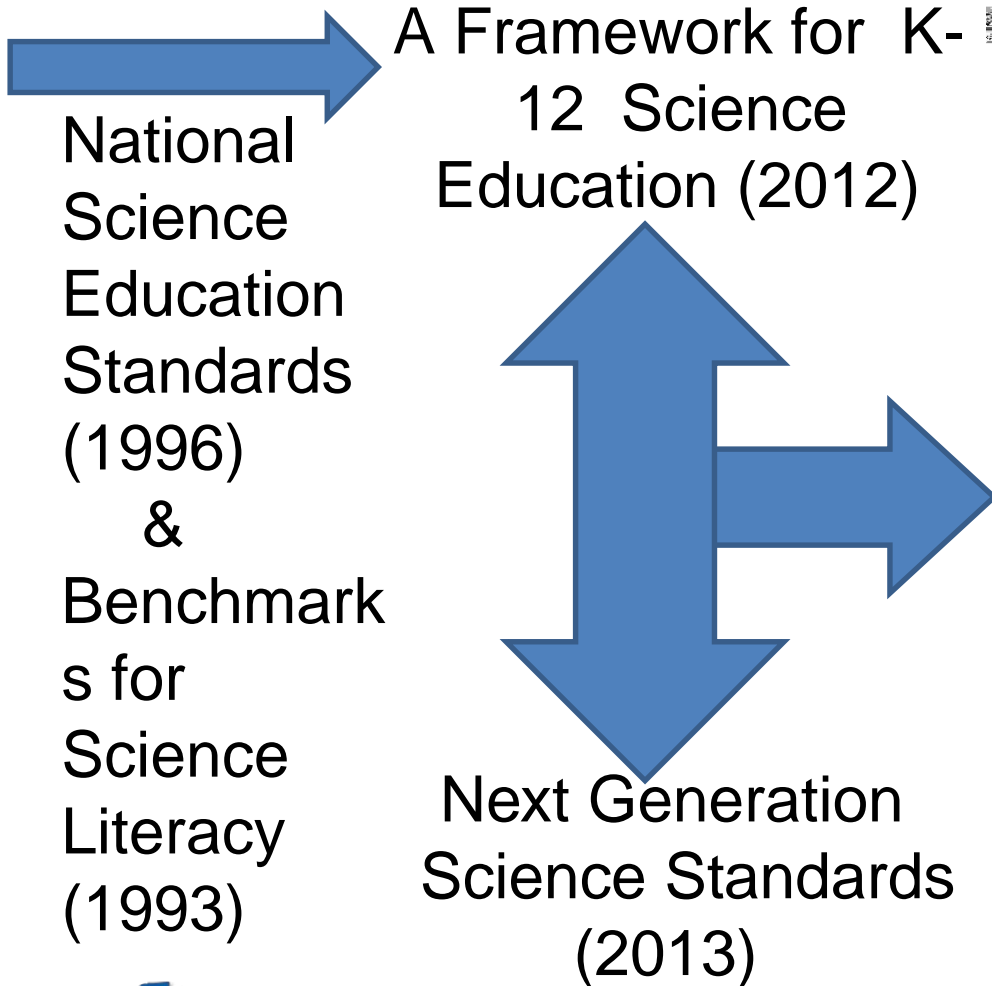 A Framework for K-
12 Science
Education (2012)
National
Science
Education
Standards
(1996)
&
Benchmark
s for
Science
Literacy
(1993)
Next Generation
Science Standards
(2013)